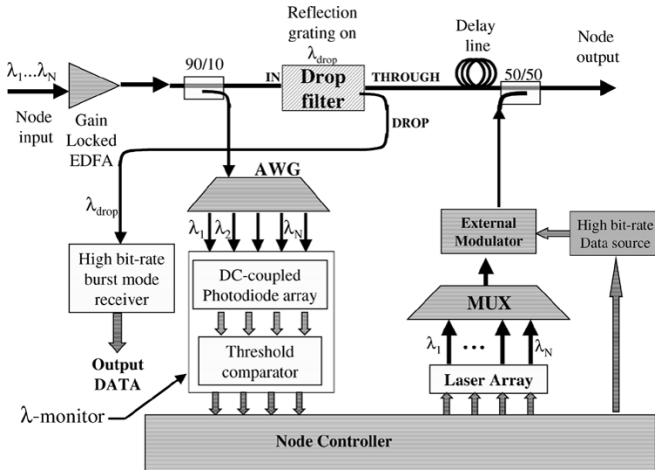 Reflection
grating on
λdrop
Delay
line
Node
output
λ1...λN
90/10
IN
Drop
filter
THROUGH
50/50
Node
input
Gain
Locked
EDFA
DROP
AWG
λdrop
λ1 λ2 λN
External
Modulator
High bit-rate
Data source
High bit-rate
burst mode
receiver
DC-coupled
Photodiode array
MUX
λ1 ... λN
Output
DATA
Threshold
comparator
Laser Array
λ-monitor
Node Controller